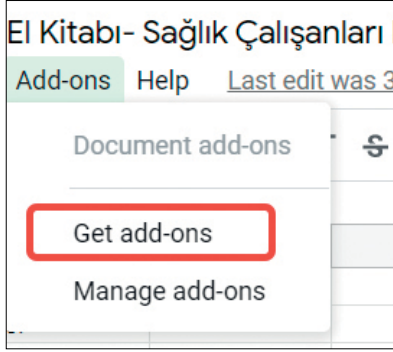 El Kitabı- Sağlık Çalışanları
Add-ons Help Last edit was 3
Document add-ons
Get add-ons
Manage add-ons